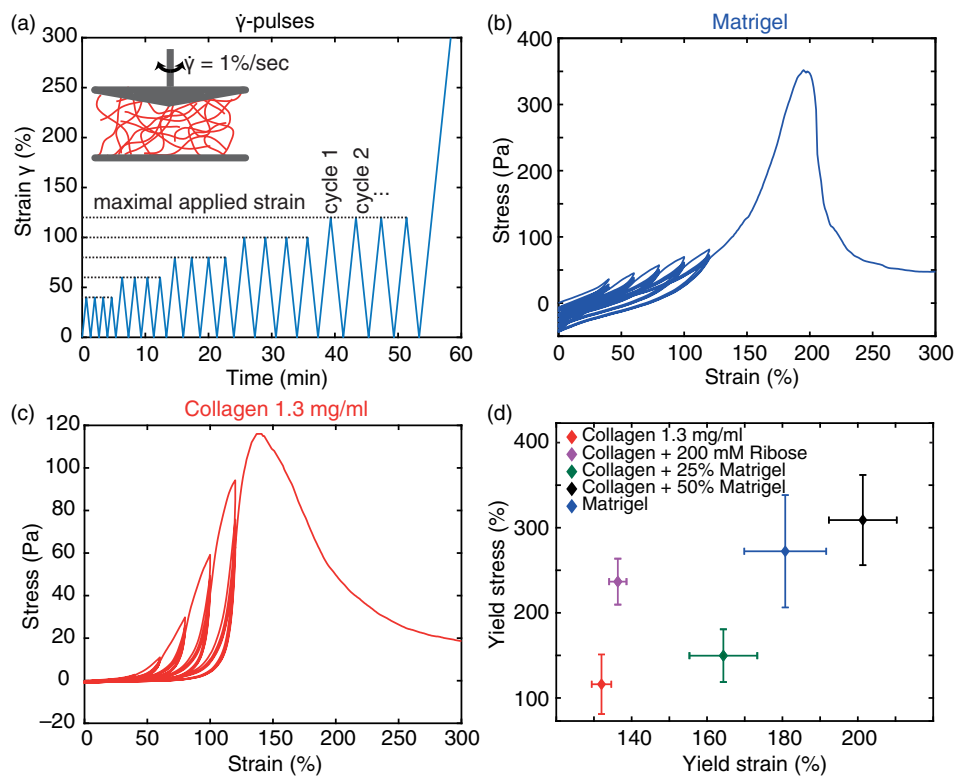 (a)
γ̇-pulses
300
250
200
150
100
50
0
Strain γ (%)
γ̇ = 1%/sec
maximal applied strain
cycle 1
cycle 2
...
0 10 20 30 40 50 60
Time (min)
(b)
Matrigel
400
300
200
100
0
Stress (Pa)
0 50 100 150 200 250 300
Strain (%)
(c)
Collagen 1.3 mg/ml
120
100
80
60
40
20
0
−20
Stress (Pa)
0 50 100 150 200 250 300
Strain (%)
(d)
Collagen 1.3 mg/ml
Collagen + 200 mM Ribose
Collagen + 25% Matrigel
Collagen + 50% Matrigel
Matrigel
400
300
200
100
Yield stress (%)
140 160 180 200
Yield strain (%)